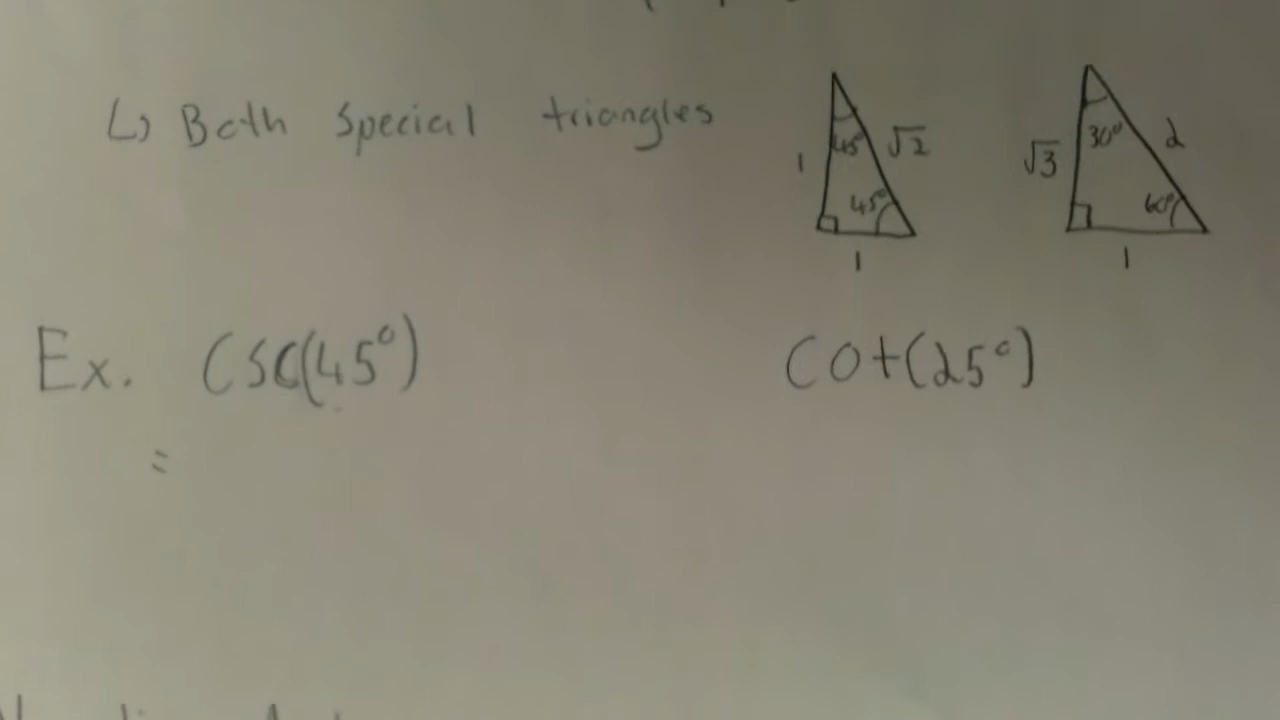 ↳ Both special triangles
1 45° √2 45° 1
√3 30° 2 60° 1
Ex. CSC(45°) COt(25°)
=